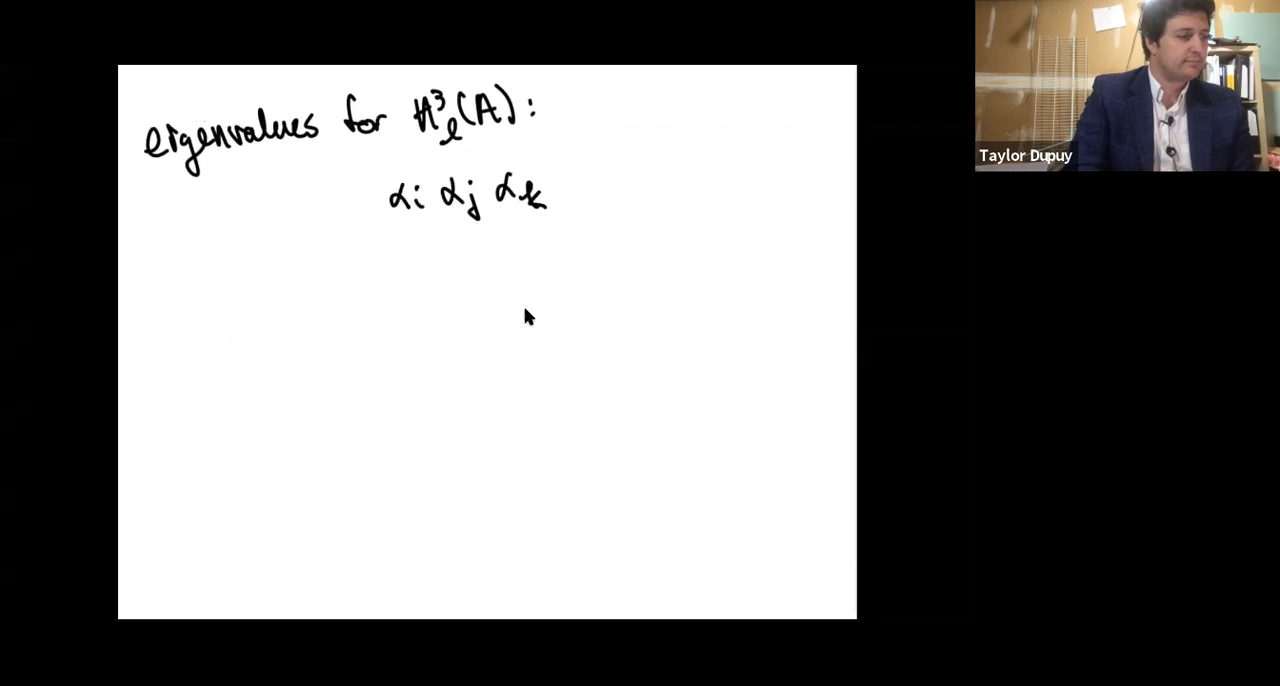 eigenvalues for H³ₗ(A):
αi αj αk
Taylor Dupuy